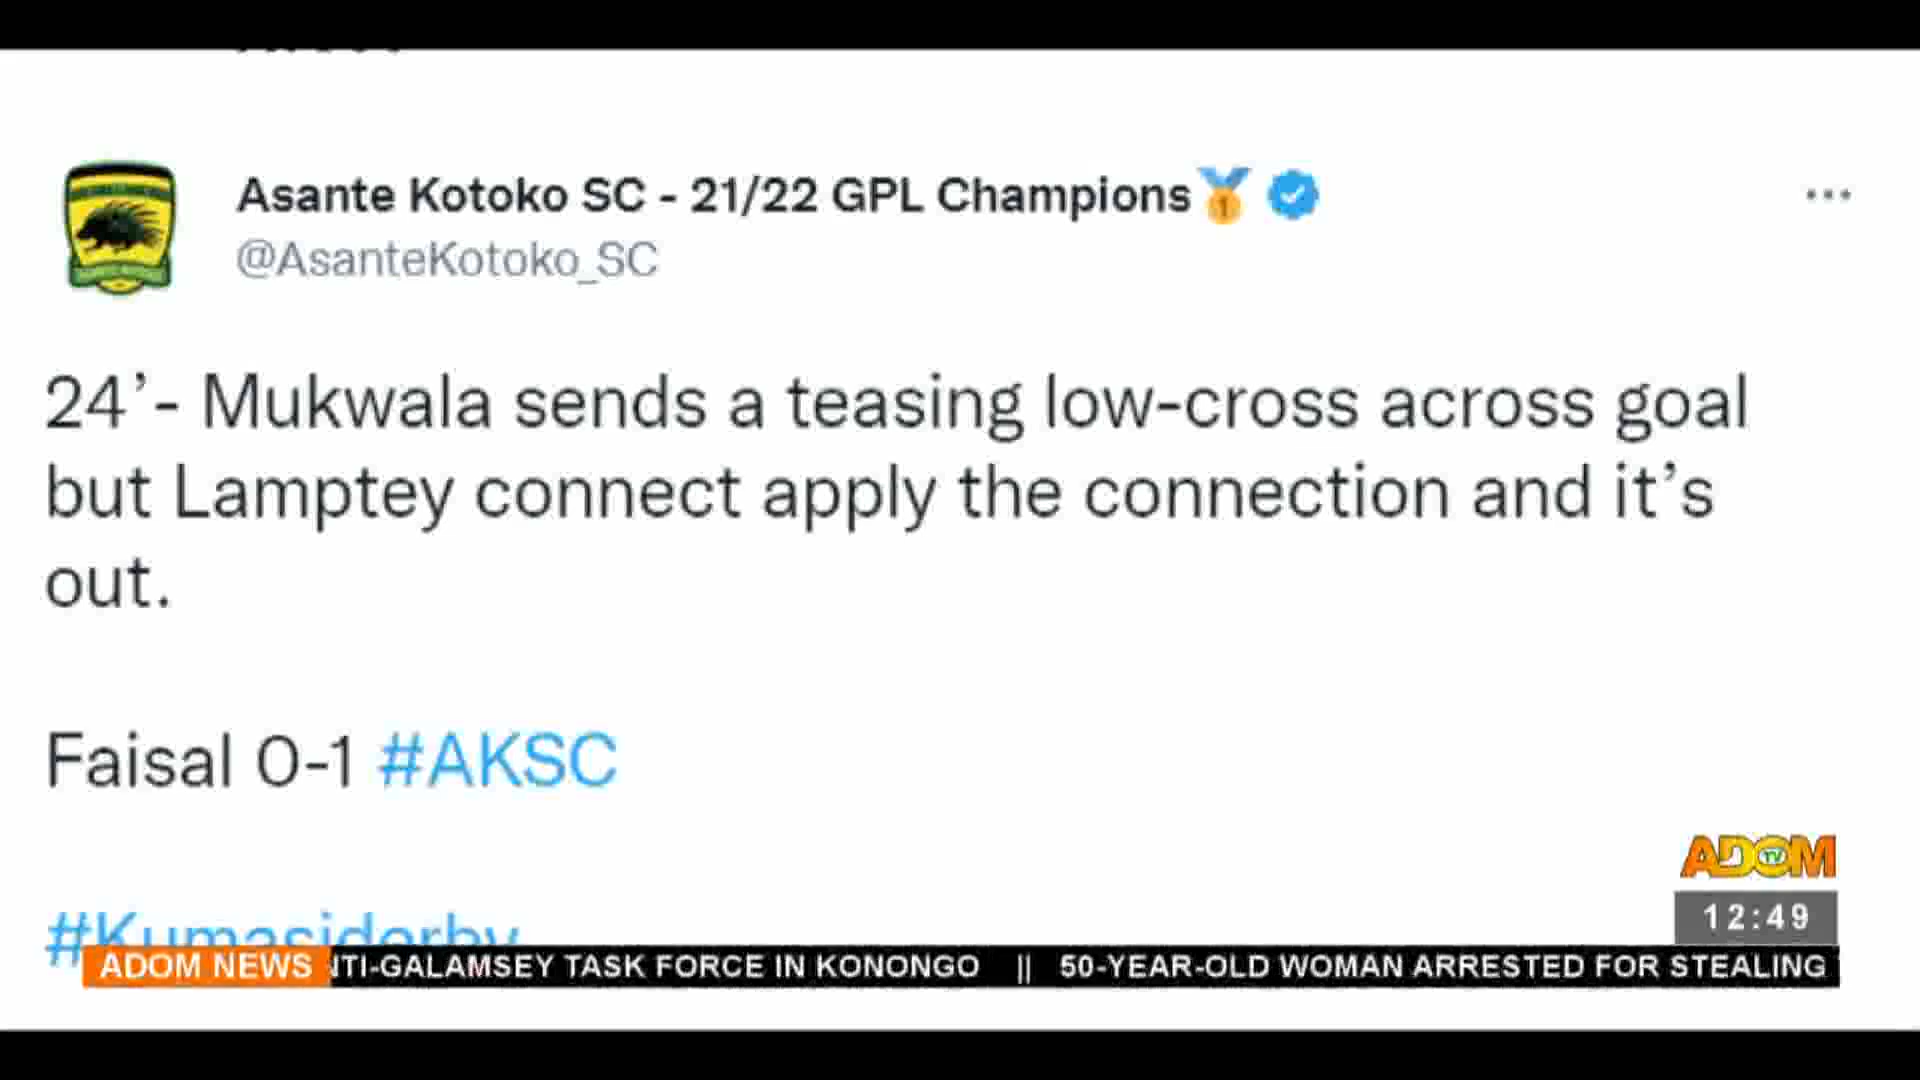 Asante Kotoko SC - 21/22 GPL Champions🥇
@AsanteKotoko_SC
24’- Mukwala sends a teasing low-cross across goal
but Lamptey connect apply the connection and it’s
out.
Faisal 0-1 #AKSC
#Kumasiderby
ADOM TV
12:49
ADOM NEWS NTI-GALAMSEY TASK FORCE IN KONONGO || 50-YEAR-OLD WOMAN ARRESTED FOR STEALING